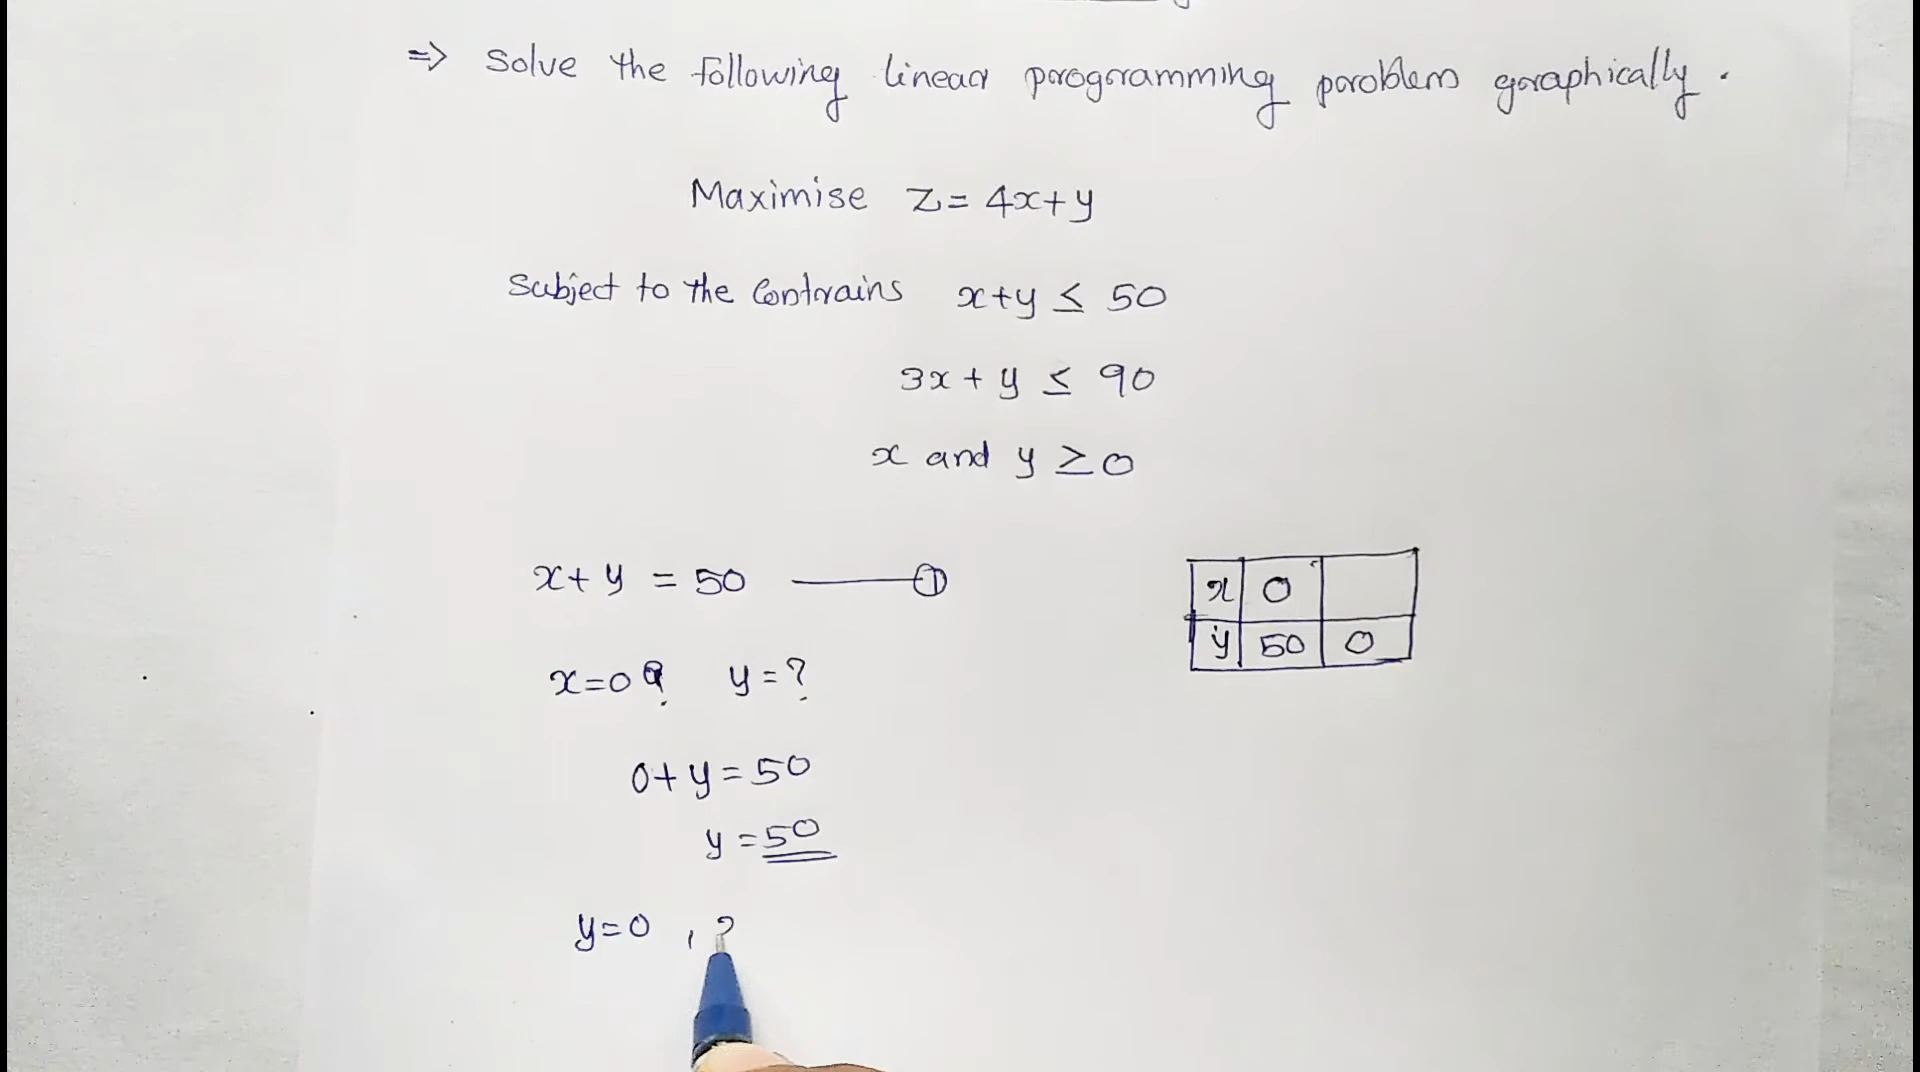 => Solve the following linear programming problem graphically.
Maximise Z = 4x+y
Subject to the Contrains x+y ≤ 50
3x + y ≤ 90
x and y ≥ 0
x + y = 50 ——— ①
x 0
y 50 0
x=0 y = ?
0+ y = 50
y = 50
y=0 ,